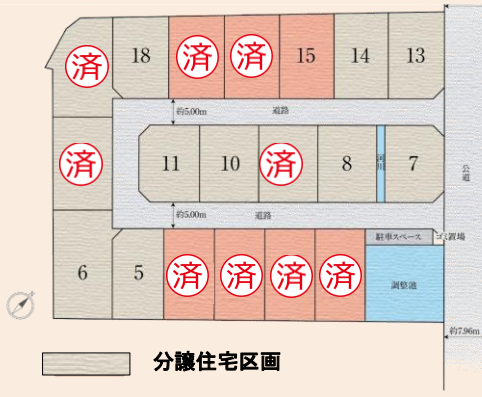 済
18
済
済
15
14
13
約5.00m
道路
公道
済
11
10
済
8
河川
7
約5.00m
道路
駐車スペース
ゴミ置場
6
5
済
済
済
済
調整池
約7.96m
分譲住宅区画